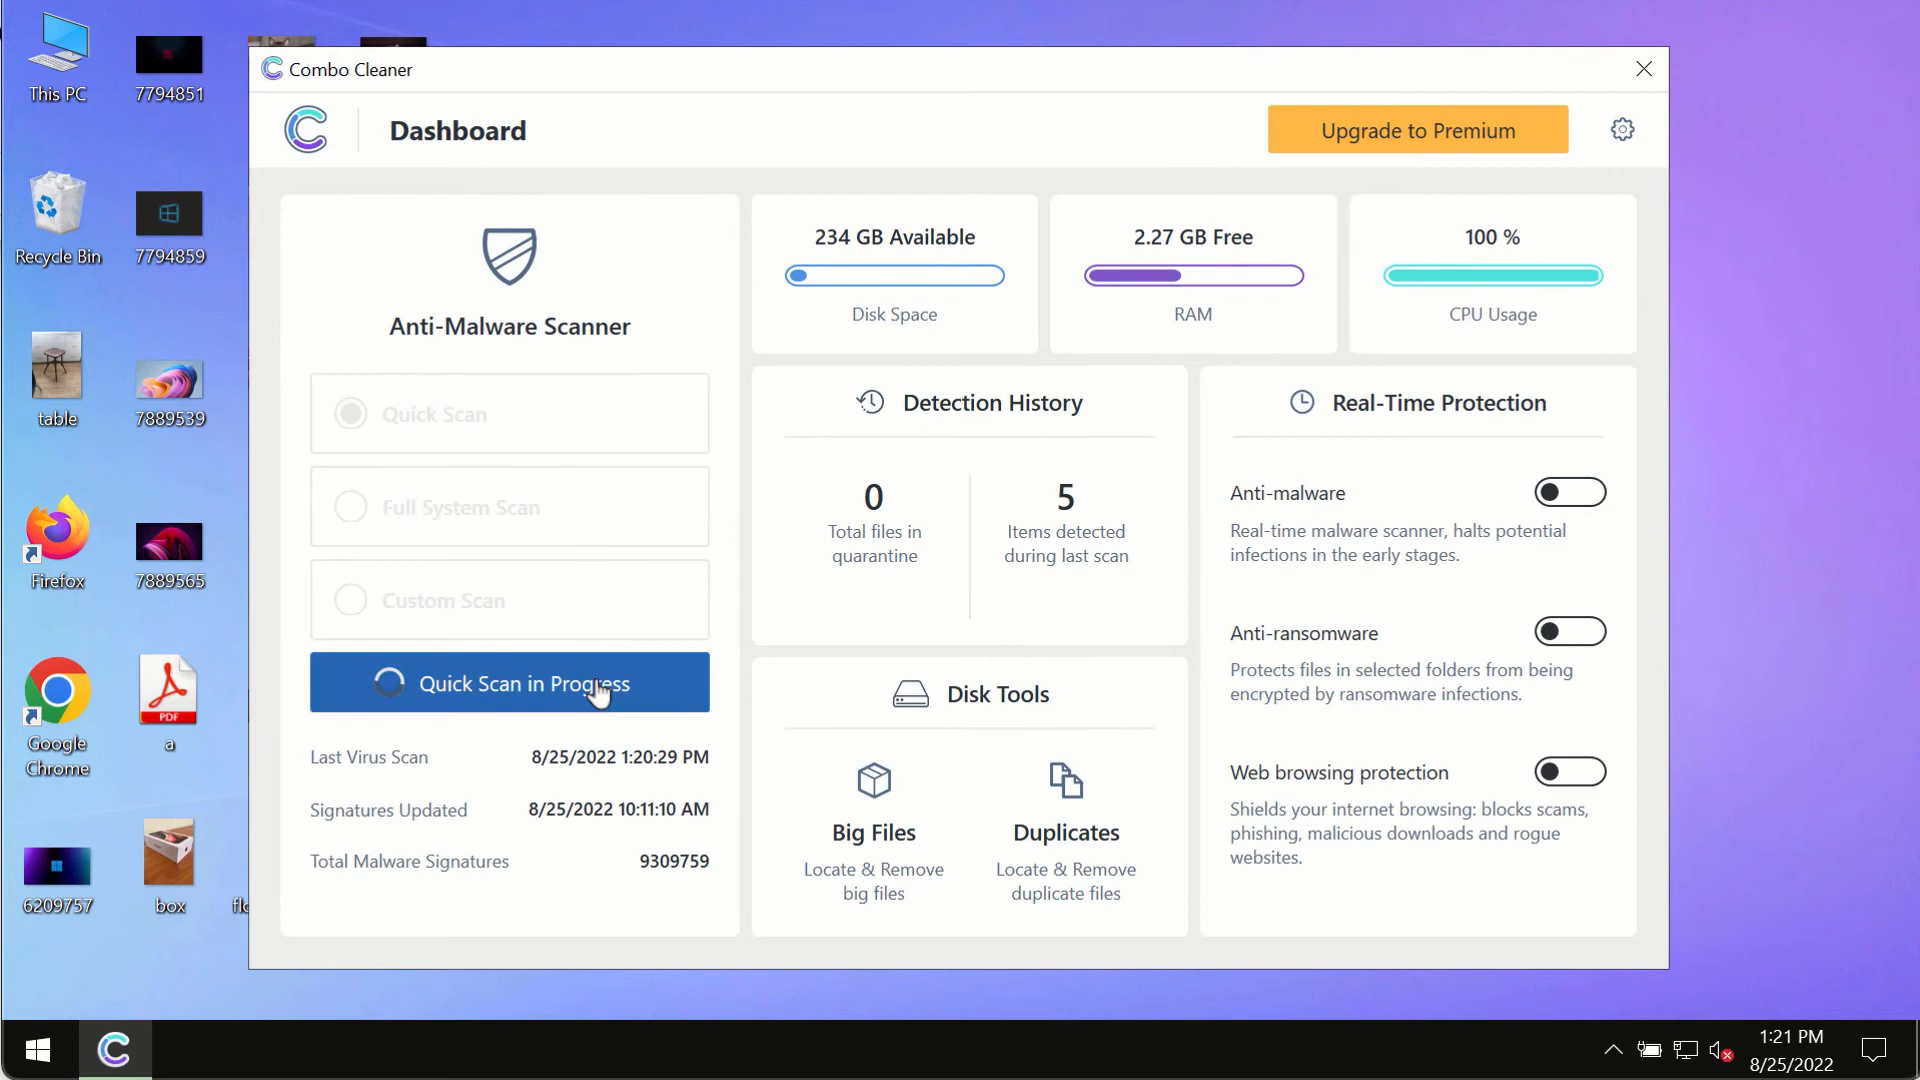 This PC
7794851
Recycle Bin
7794859
table
7889539
Firefox
7889565
Google
Chrome
PDF
a
6209757
box
Combo Cleaner
Dashboard
Upgrade to Premium
Anti-Malware Scanner
Quick Scan
Full System Scan
Custom Scan
Quick Scan in Progress
Last Virus Scan 8/25/2022 1:20:29 PM
Signatures Updated 8/25/2022 10:11:10 AM
Total Malware Signatures 9309759
234 GB Available
Disk Space
2.27 GB Free
RAM
100 %
CPU Usage
Detection History
0
Total files in
quarantine
5
Items detected
during last scan
Disk Tools
Big Files
Locate & Remove
big files
Duplicates
Locate & Remove
duplicate files
Real-Time Protection
Anti-malware
Real-time malware scanner, halts potential
infections in the early stages.
Anti-ransomware
Protects files in selected folders from being
encrypted by ransomware infections.
Web browsing protection
Shields your internet browsing: blocks scams,
phishing, malicious downloads and rogue
websites.
1:21 PM
8/25/2022